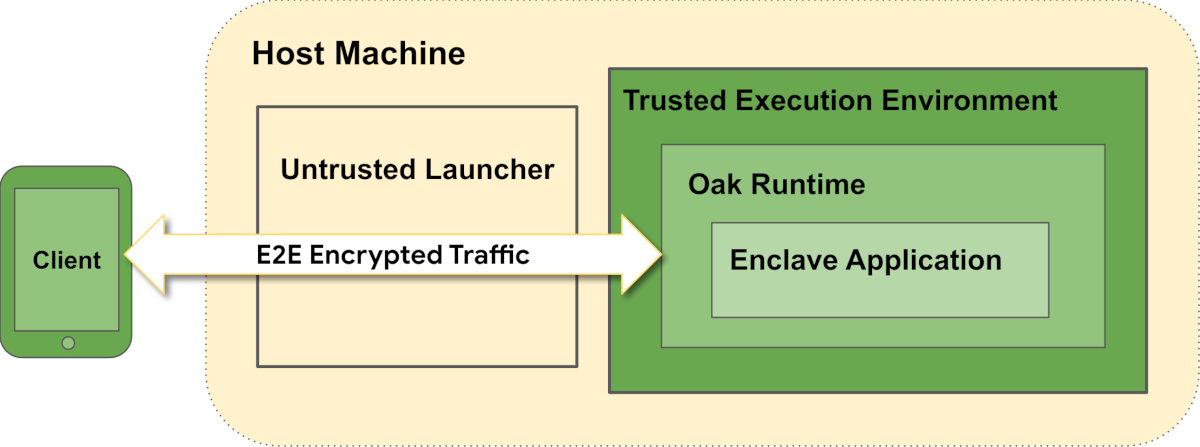 Host Machine
Trusted Execution Environment
Untrusted Launcher
Oak Runtime
Client
E2E Encrypted Traffic
Enclave Application